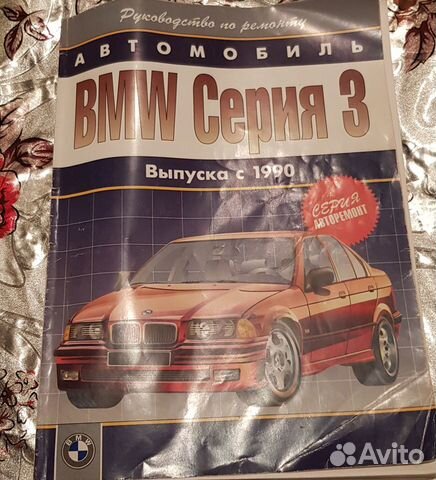 Руководство по ремонту
АВТОМОБИЛЬ
BMW Серия 3
Выпуска с 1990
СЕРИЯ
АВТОРЕМОНТ
BMW
Avito